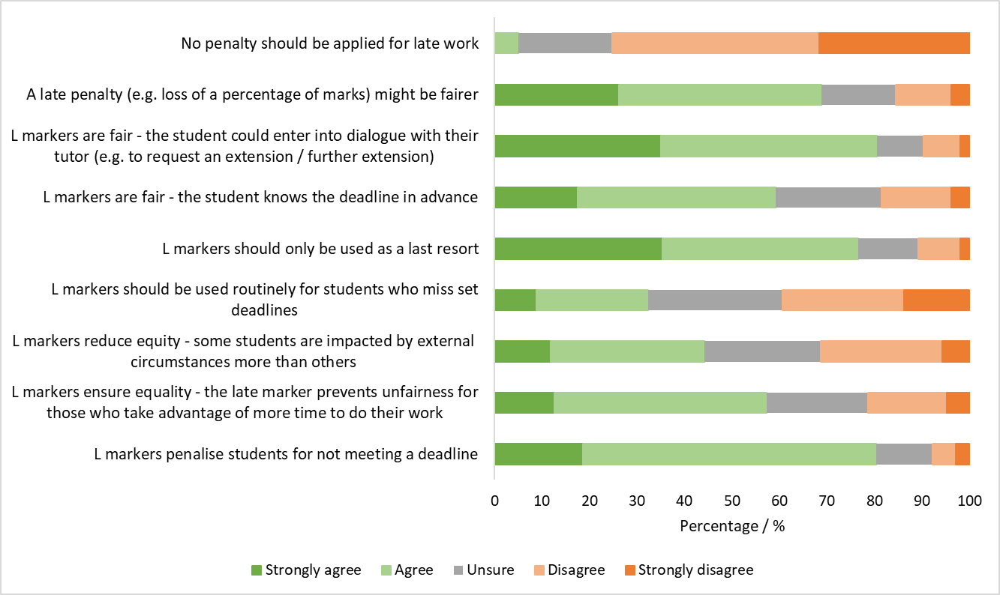 No penalty should be applied for late work
A late penalty (e.g. loss of a percentage of marks) might be fairer
L markers are fair - the student could enter into dialogue with their
tutor (e.g. to request an extension / further extension)
L markers are fair - the student knows the deadline in advance
L markers should only be used as a last resort
L markers should be used routinely for students who miss set
deadlines
L markers reduce equity - some students are impacted by external
circumstances more than others
L markers ensure equality - the late marker prevents unfairness for
those who take advantage of more time to do their work
L markers penalise students for not meeting a deadline
0 10 20 30 40 50 60 70 80 90 100
Percentage / %
Strongly agree Agree Unsure Disagree Strongly disagree